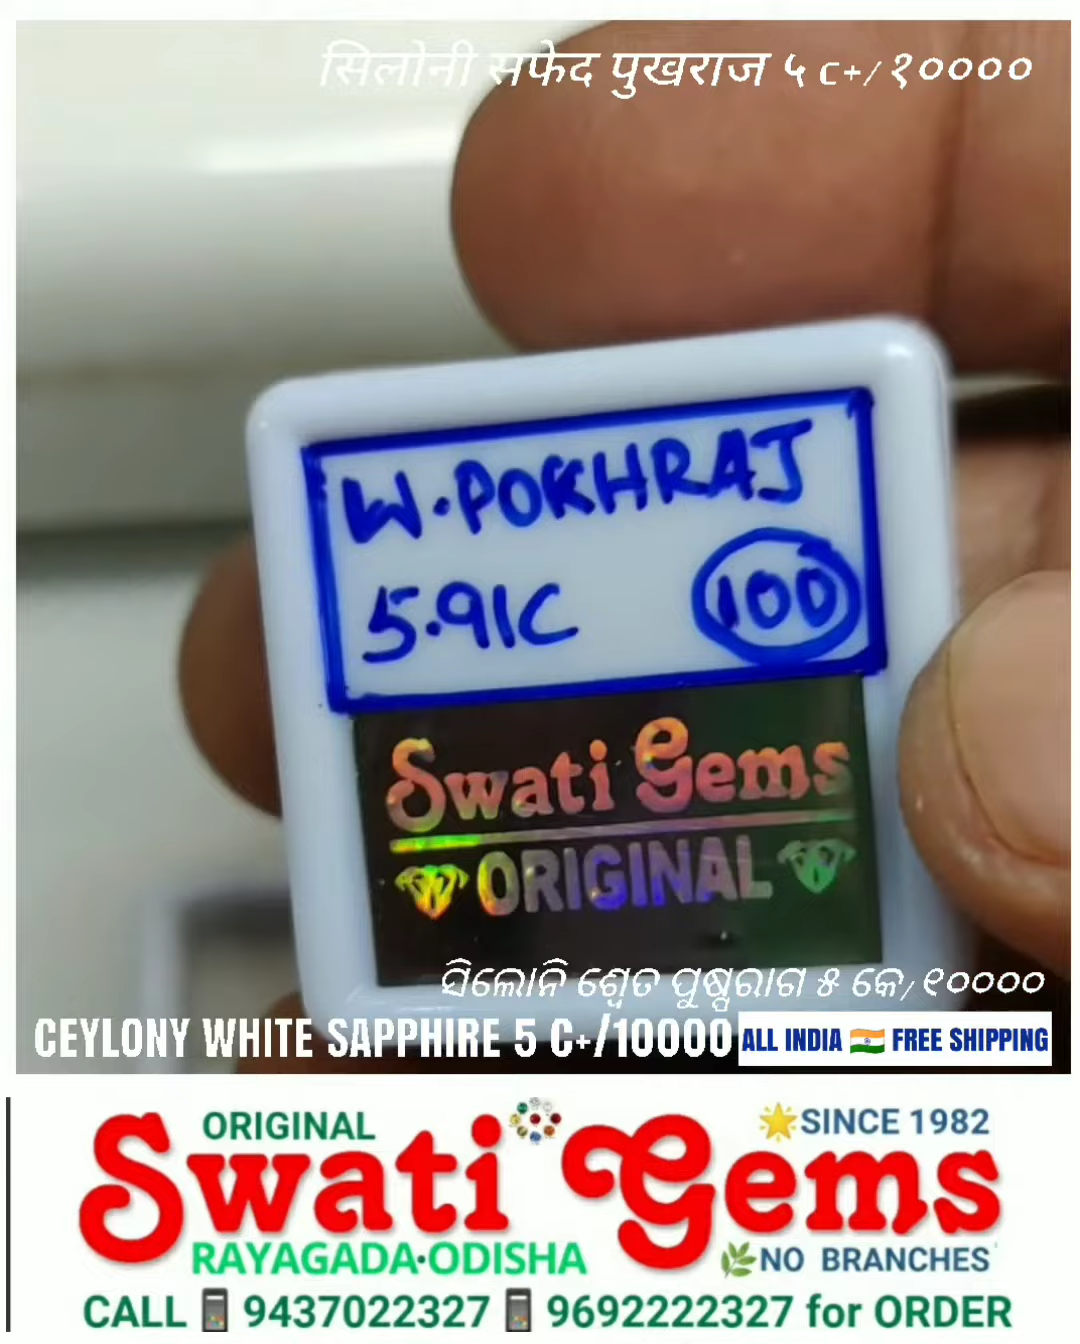 सिलोनी सफेद पुखराज ५ C+/१००००
W.POKHRAJ
5.91C 100
Swati Gems
ORIGINAL
ସିଲୋନି ଶ୍ୱେତ ପୁଷ୍ପରାଗ ୫ କେ/୧୦୦୦୦
CEYLONY WHITE SAPPHIRE 5 C+/10000 ALL INDIA 🇮🇳 FREE SHIPPING
ORIGINAL 🌟SINCE 1982
Swati Gems
RAYAGADA·ODISHA 🌿NO BRANCHES
CALL 📱 9437022327 📱 9692222327 for ORDER